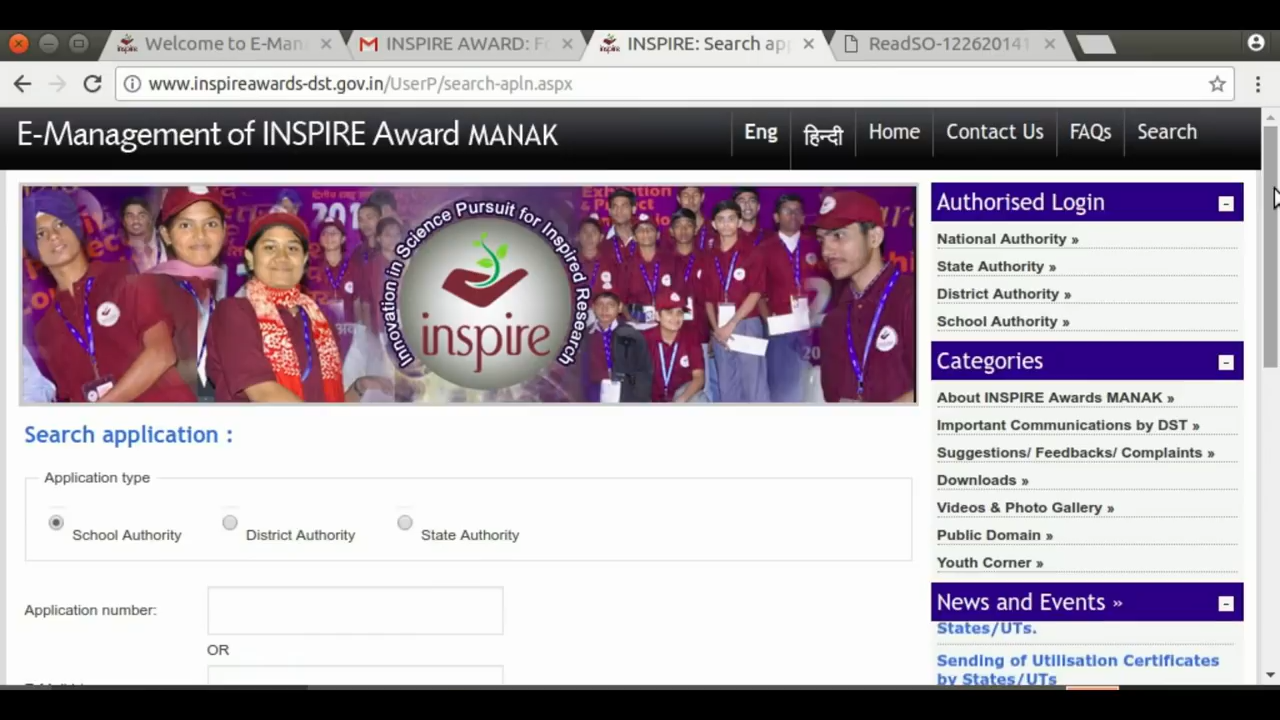 Welcome to E-Man
INSPIRE AWARD: Fo
INSPIRE: Search app
ReadSO-122620141
www.inspireawards-dst.gov.in/UserP/search-apln.aspx
E-Management of INSPIRE Award MANAK
Eng
हिन्दी
Home
Contact Us
FAQs
Search
Innovation in Science Pursuit for Inspired Research
inspire
Authorised Login
National Authority »
State Authority »
District Authority »
School Authority »
Categories
About INSPIRE Awards MANAK »
Important Communications by DST »
Suggestions/ Feedbacks/ Complaints »
Downloads »
Videos & Photo Gallery »
Public Domain »
Youth Corner »
News and Events »
States/UTs.
Sending of Utilisation Certificates
by States/UTs
Search application :
Application type
School Authority
District Authority
State Authority
Application number:
OR